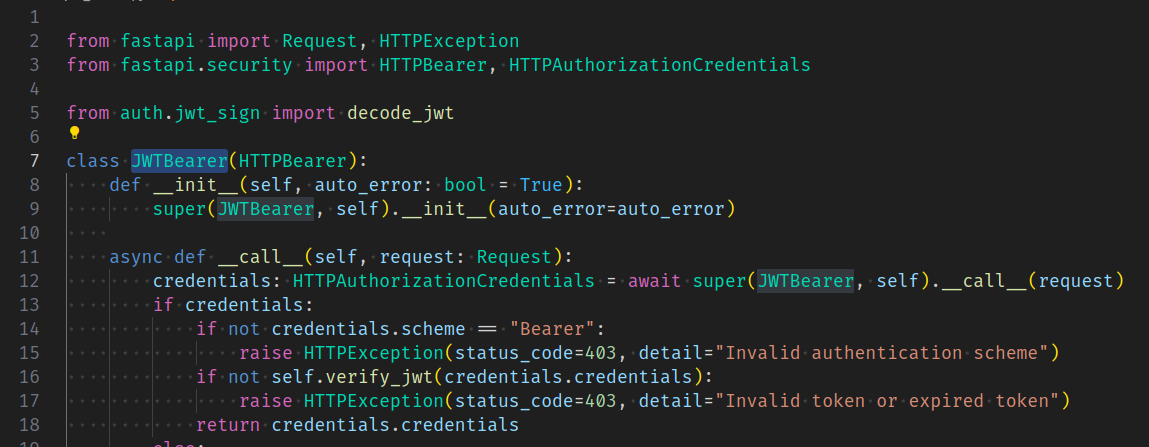 1
2 from fastapi import Request, HTTPException
3 from fastapi.security import HTTPBearer, HTTPAuthorizationCredentials
4
5 from auth.jwt_sign import decode_jwt
6
7 class JWTBearer(HTTPBearer):
8     def __init__(self, auto_error: bool = True):
9         super(JWTBearer, self).__init__(auto_error=auto_error)
10
11     async def __call__(self, request: Request):
12         credentials: HTTPAuthorizationCredentials = await super(JWTBearer, self).__call__(request)
13         if credentials:
14             if not credentials.scheme == "Bearer":
15                 raise HTTPException(status_code=403, detail="Invalid authentication scheme")
16             if not self.verify_jwt(credentials.credentials):
17                 raise HTTPException(status_code=403, detail="Invalid token or expired token")
18             return credentials.credentials
19         else: